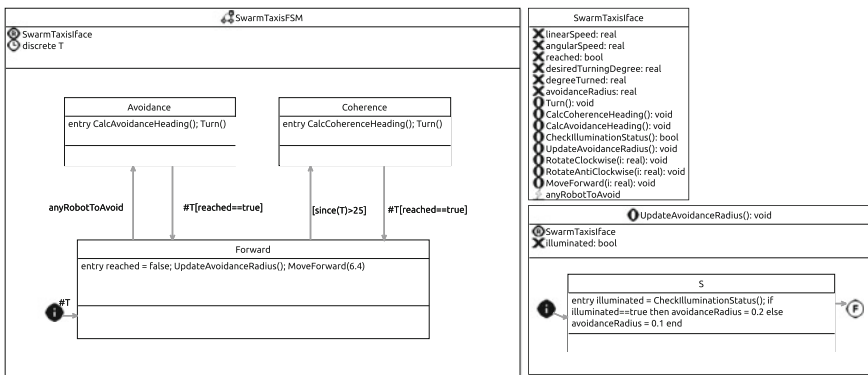 SwarmTaxisFSM
SwarmTaxisIface
discrete T
Avoidance
entry CalcAvoidanceHeading(); Turn()
Coherence
entry CalcCoherenceHeading(); Turn()
anyRobotToAvoid
#T[reached==true]
[since(T)>25]
#T[reached==true]
Forward
entry reached = false; UpdateAvoidanceRadius(); MoveForward(6.4)
#T
i
SwarmTaxisIface
linearSpeed: real
angularSpeed: real
reached: bool
desiredTurningDegree: real
degreeTurned: real
avoidanceRadius: real
Turn(): void
CalcCoherenceHeading(): void
CalcAvoidanceHeading(): void
CheckIlluminationStatus(): bool
UpdateAvoidanceRadius(): void
RotateClockwise(i: real): void
RotateAntiClockwise(i: real): void
MoveForward(i: real): void
anyRobotToAvoid
UpdateAvoidanceRadius(): void
SwarmTaxisIface
illuminated: bool
S
entry illuminated = CheckIlluminationStatus(); if
illuminated==true then avoidanceRadius = 0.2 else
avoidanceRadius = 0.1 end
i
F